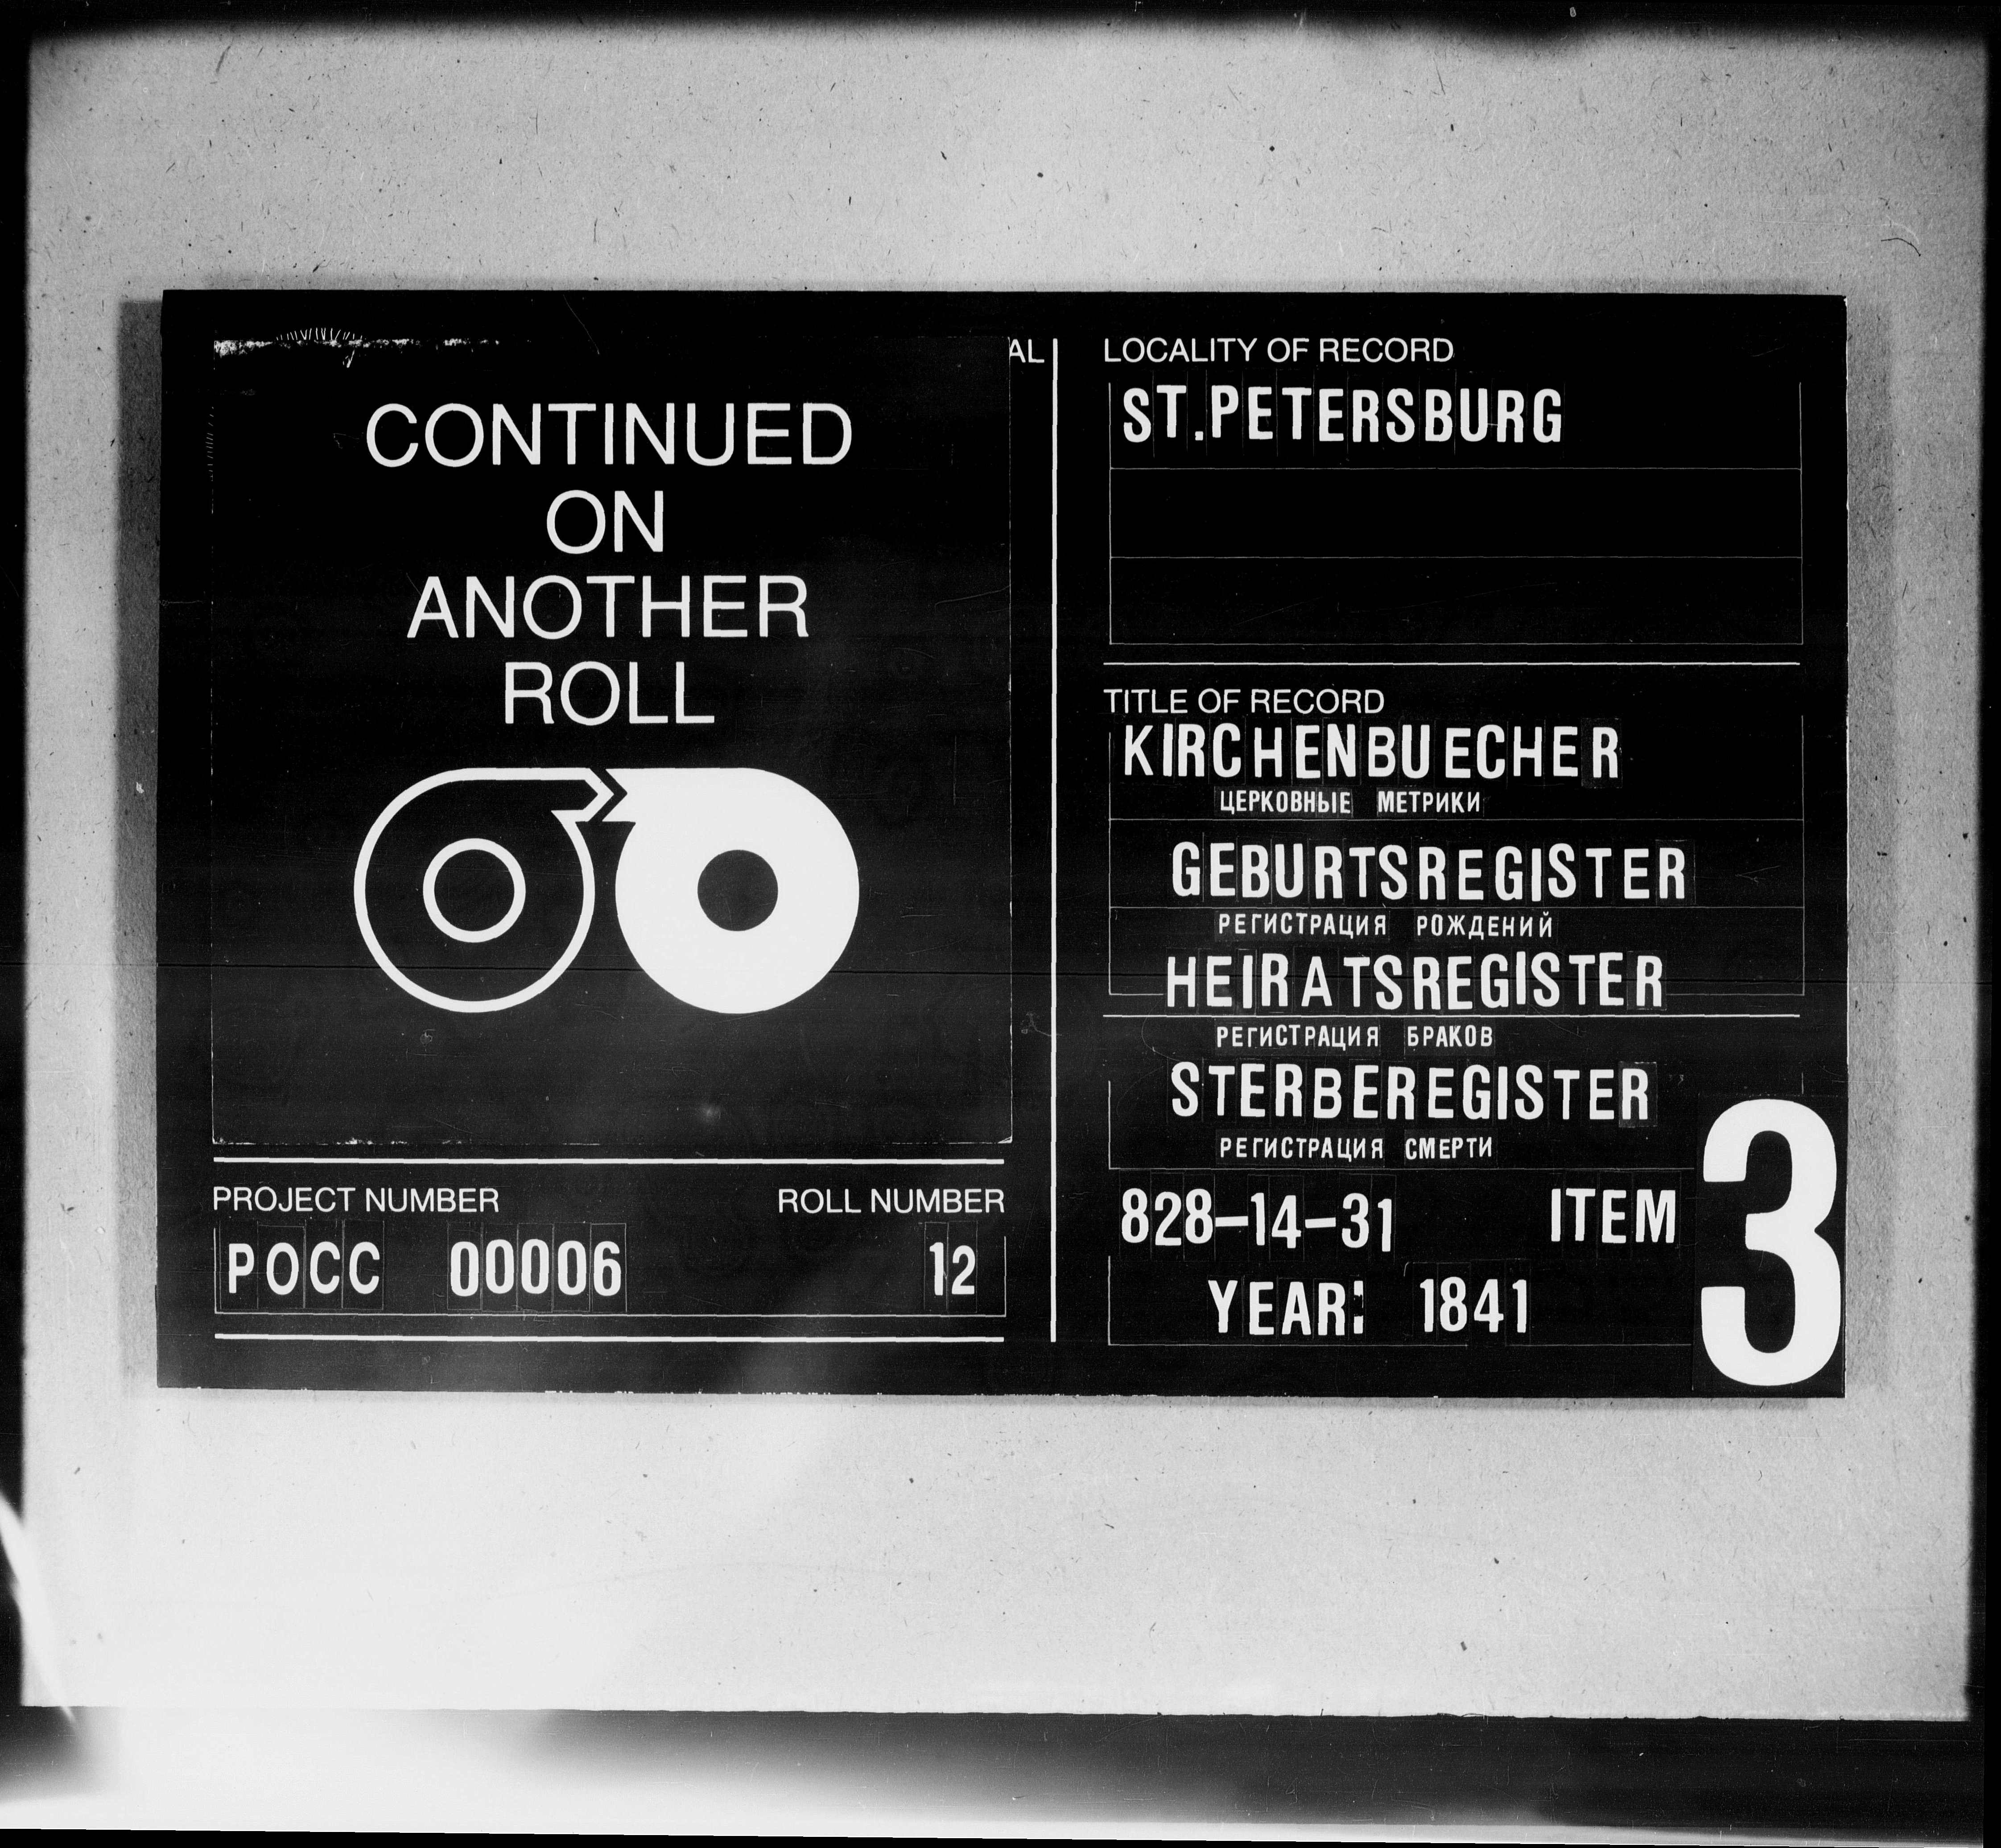 CONTINUED
ON
ANOTHER
ROLL
PROJECT NUMBER ROLL NUMBER
РОСС 00006 12
AL
LOCALITY OF RECORD
ST.PETERSBURG
TITLE OF RECORD
KIRCHENBUECHER
ЦЕРКОВНЫЕ МЕТРИКИ
GEBURTSREGISTER
РЕГИСТРАЦИЯ РОЖДЕНИЙ
HEIRATSREGISTER
РЕГИСТРАЦИЯ БРАКОВ
STERBEREGISTER
РЕГИСТРАЦИЯ СМЕРТИ
828-14-31 ITEM 3
YEAR: 1841